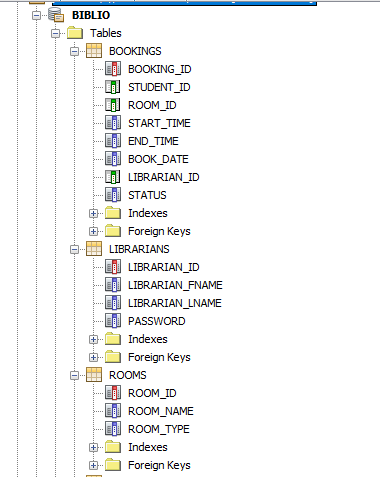 BIBLIO
Tables
BOOKINGS
BOOKING_ID
STUDENT_ID
ROOM_ID
START_TIME
END_TIME
BOOK_DATE
LIBRARIAN_ID
STATUS
Indexes
Foreign Keys
LIBRARIANS
LIBRARIAN_ID
LIBRARIAN_FNAME
LIBRARIAN_LNAME
PASSWORD
Indexes
Foreign Keys
ROOMS
ROOM_ID
ROOM_NAME
ROOM_TYPE
Indexes
Foreign Keys